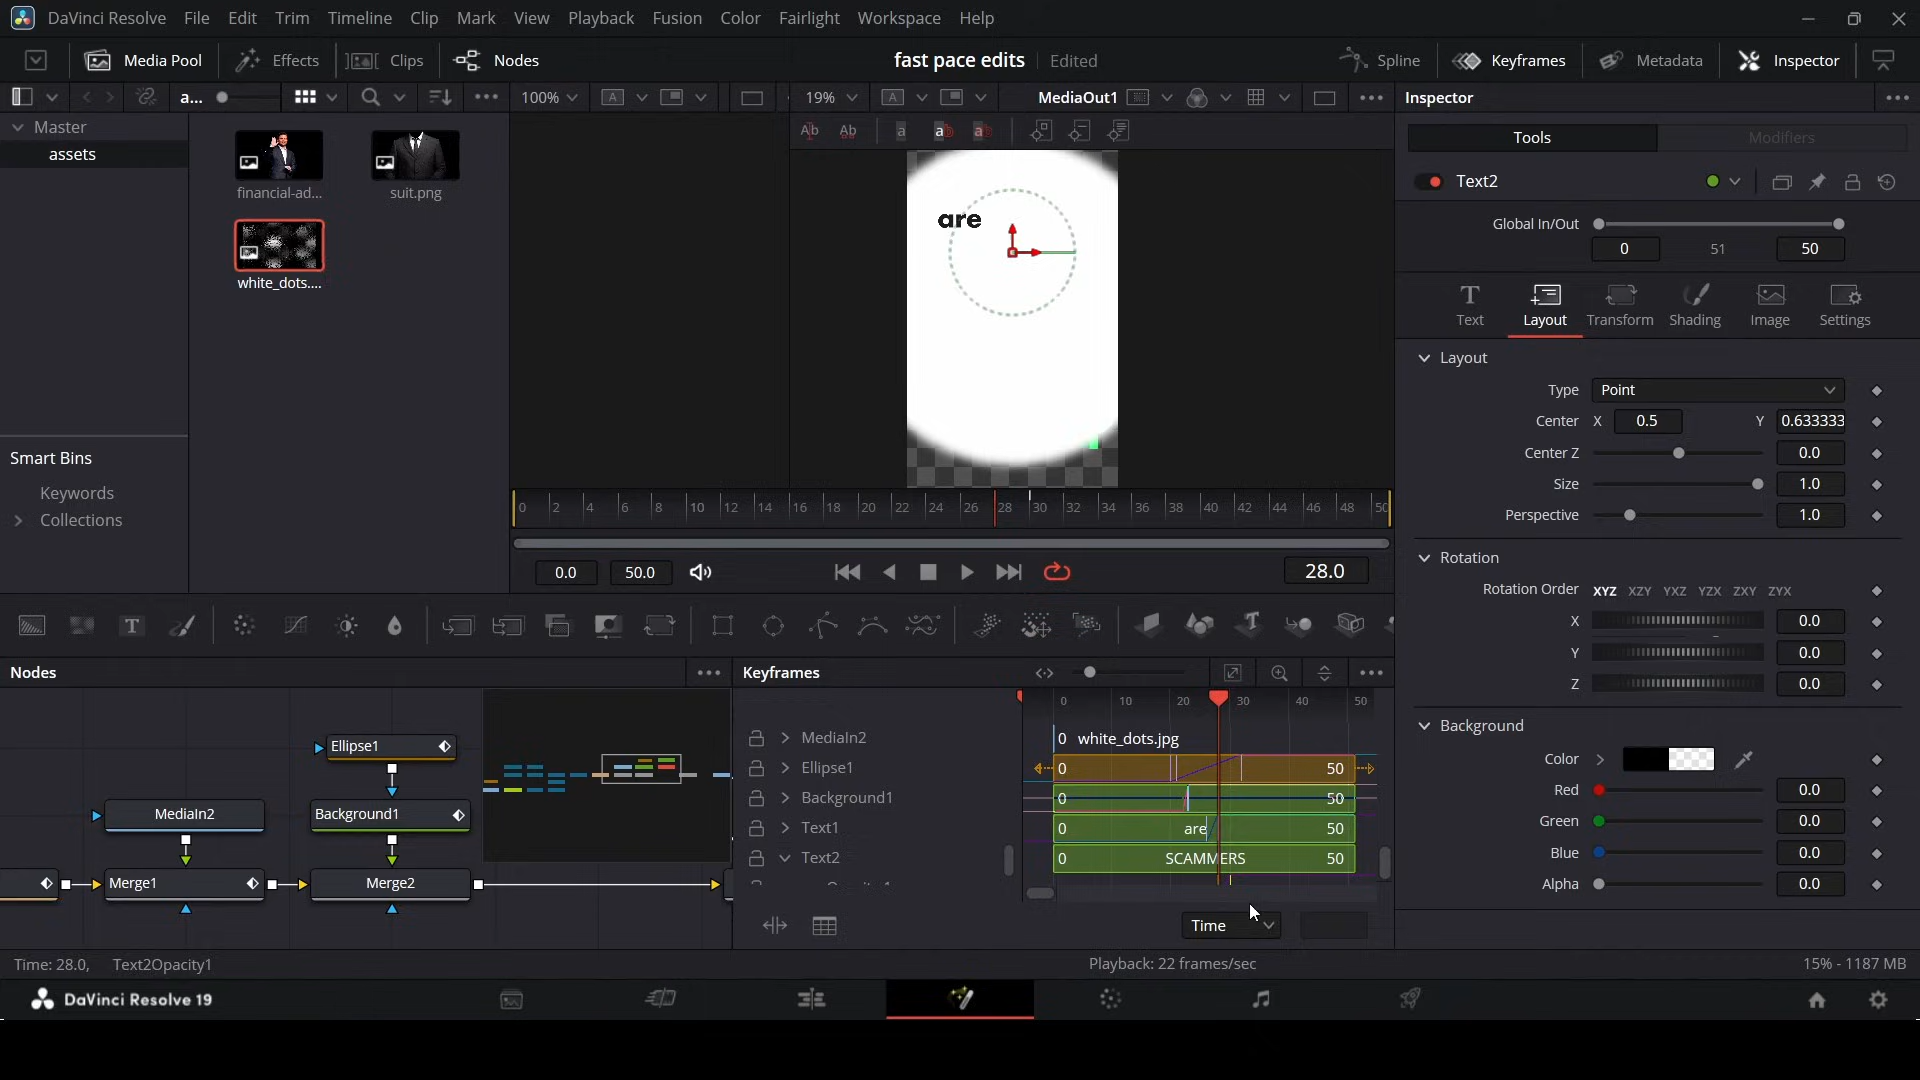 DaVinci Resolve File Edit Trim Timeline Clip Mark View Playback Fusion Color Fairlight Workspace Help
Media Pool Effects Clips Nodes fast pace edits Edited Spline Keyframes Metadata Inspector
a... 100% 19% MediaOut1 Inspector
Master
assets
financial-ad...
suit.png
white_dots....
Smart Bins
Keywords
Collections
are
0 2 4 6 8 10 12 14 16 18 20 22 24 26 28 30 32 34 36 38 40 42 44 46 48 50
0.0 50.0 28.0
Tools Modifiers
Text2
Global In/Out
0 51 50
Text Layout Transform Shading Image Settings
Layout
Type Point
Center X 0.5 Y 0.633333
Center Z 0.0
Size 1.0
Perspective 1.0
Rotation
Rotation Order XYZ XZY YXZ YZX ZXY ZYX
X 0.0
Y 0.0
Z 0.0
Background
Color
Red 0.0
Green 0.0
Blue 0.0
Alpha 0.0
Nodes
Ellipse1
MediaIn2 Background1
Merge1 Merge2
Keyframes
0 10 20 30 40 50
MediaIn2 0 white_dots.jpg
Ellipse1 0 50
Background1 0 50
Text1 0 are 50
Text2 0 SCAMMERS 50
Time
Time: 28.0, Text2Opacity1 Playback: 22 frames/sec 15% - 1187 MB
DaVinci Resolve 19